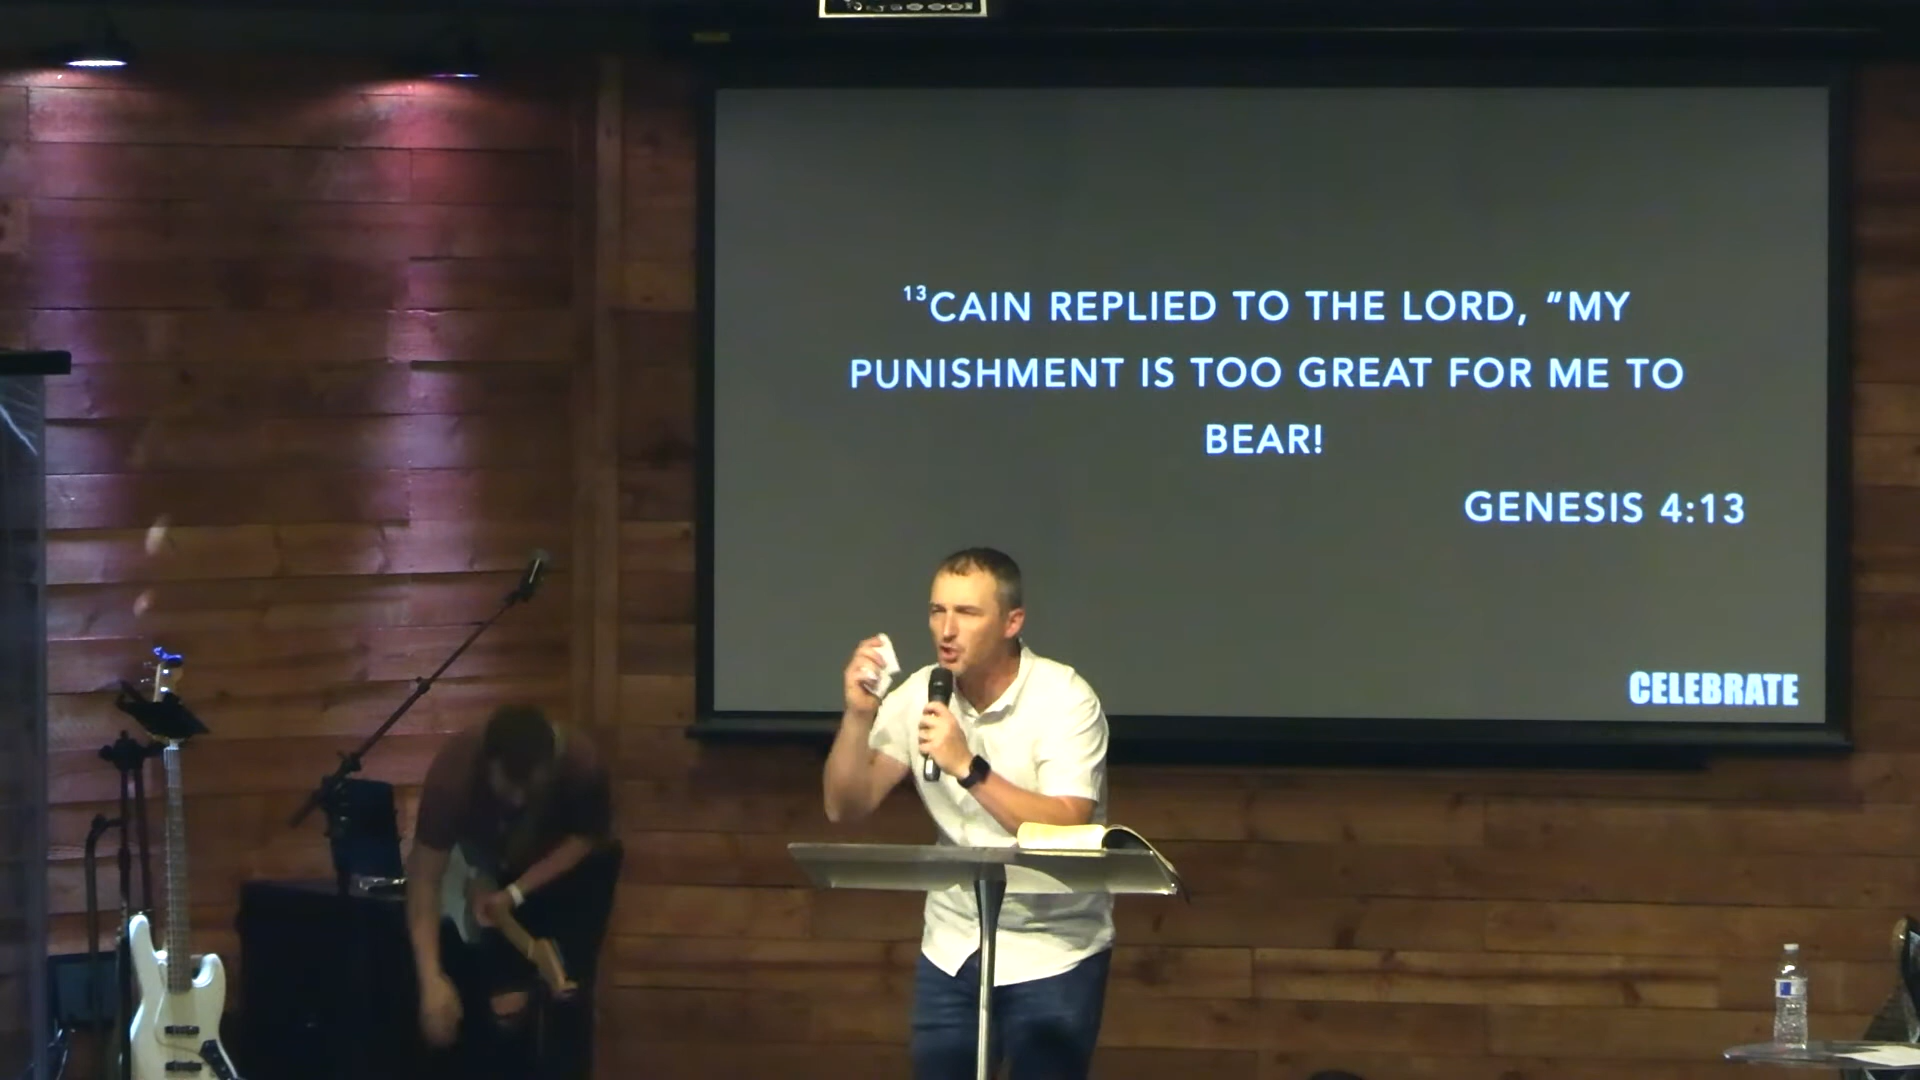 ¹³CAIN REPLIED TO THE LORD, “MY
PUNISHMENT IS TOO GREAT FOR ME TO
BEAR!
GENESIS 4:13
CELEBRATE